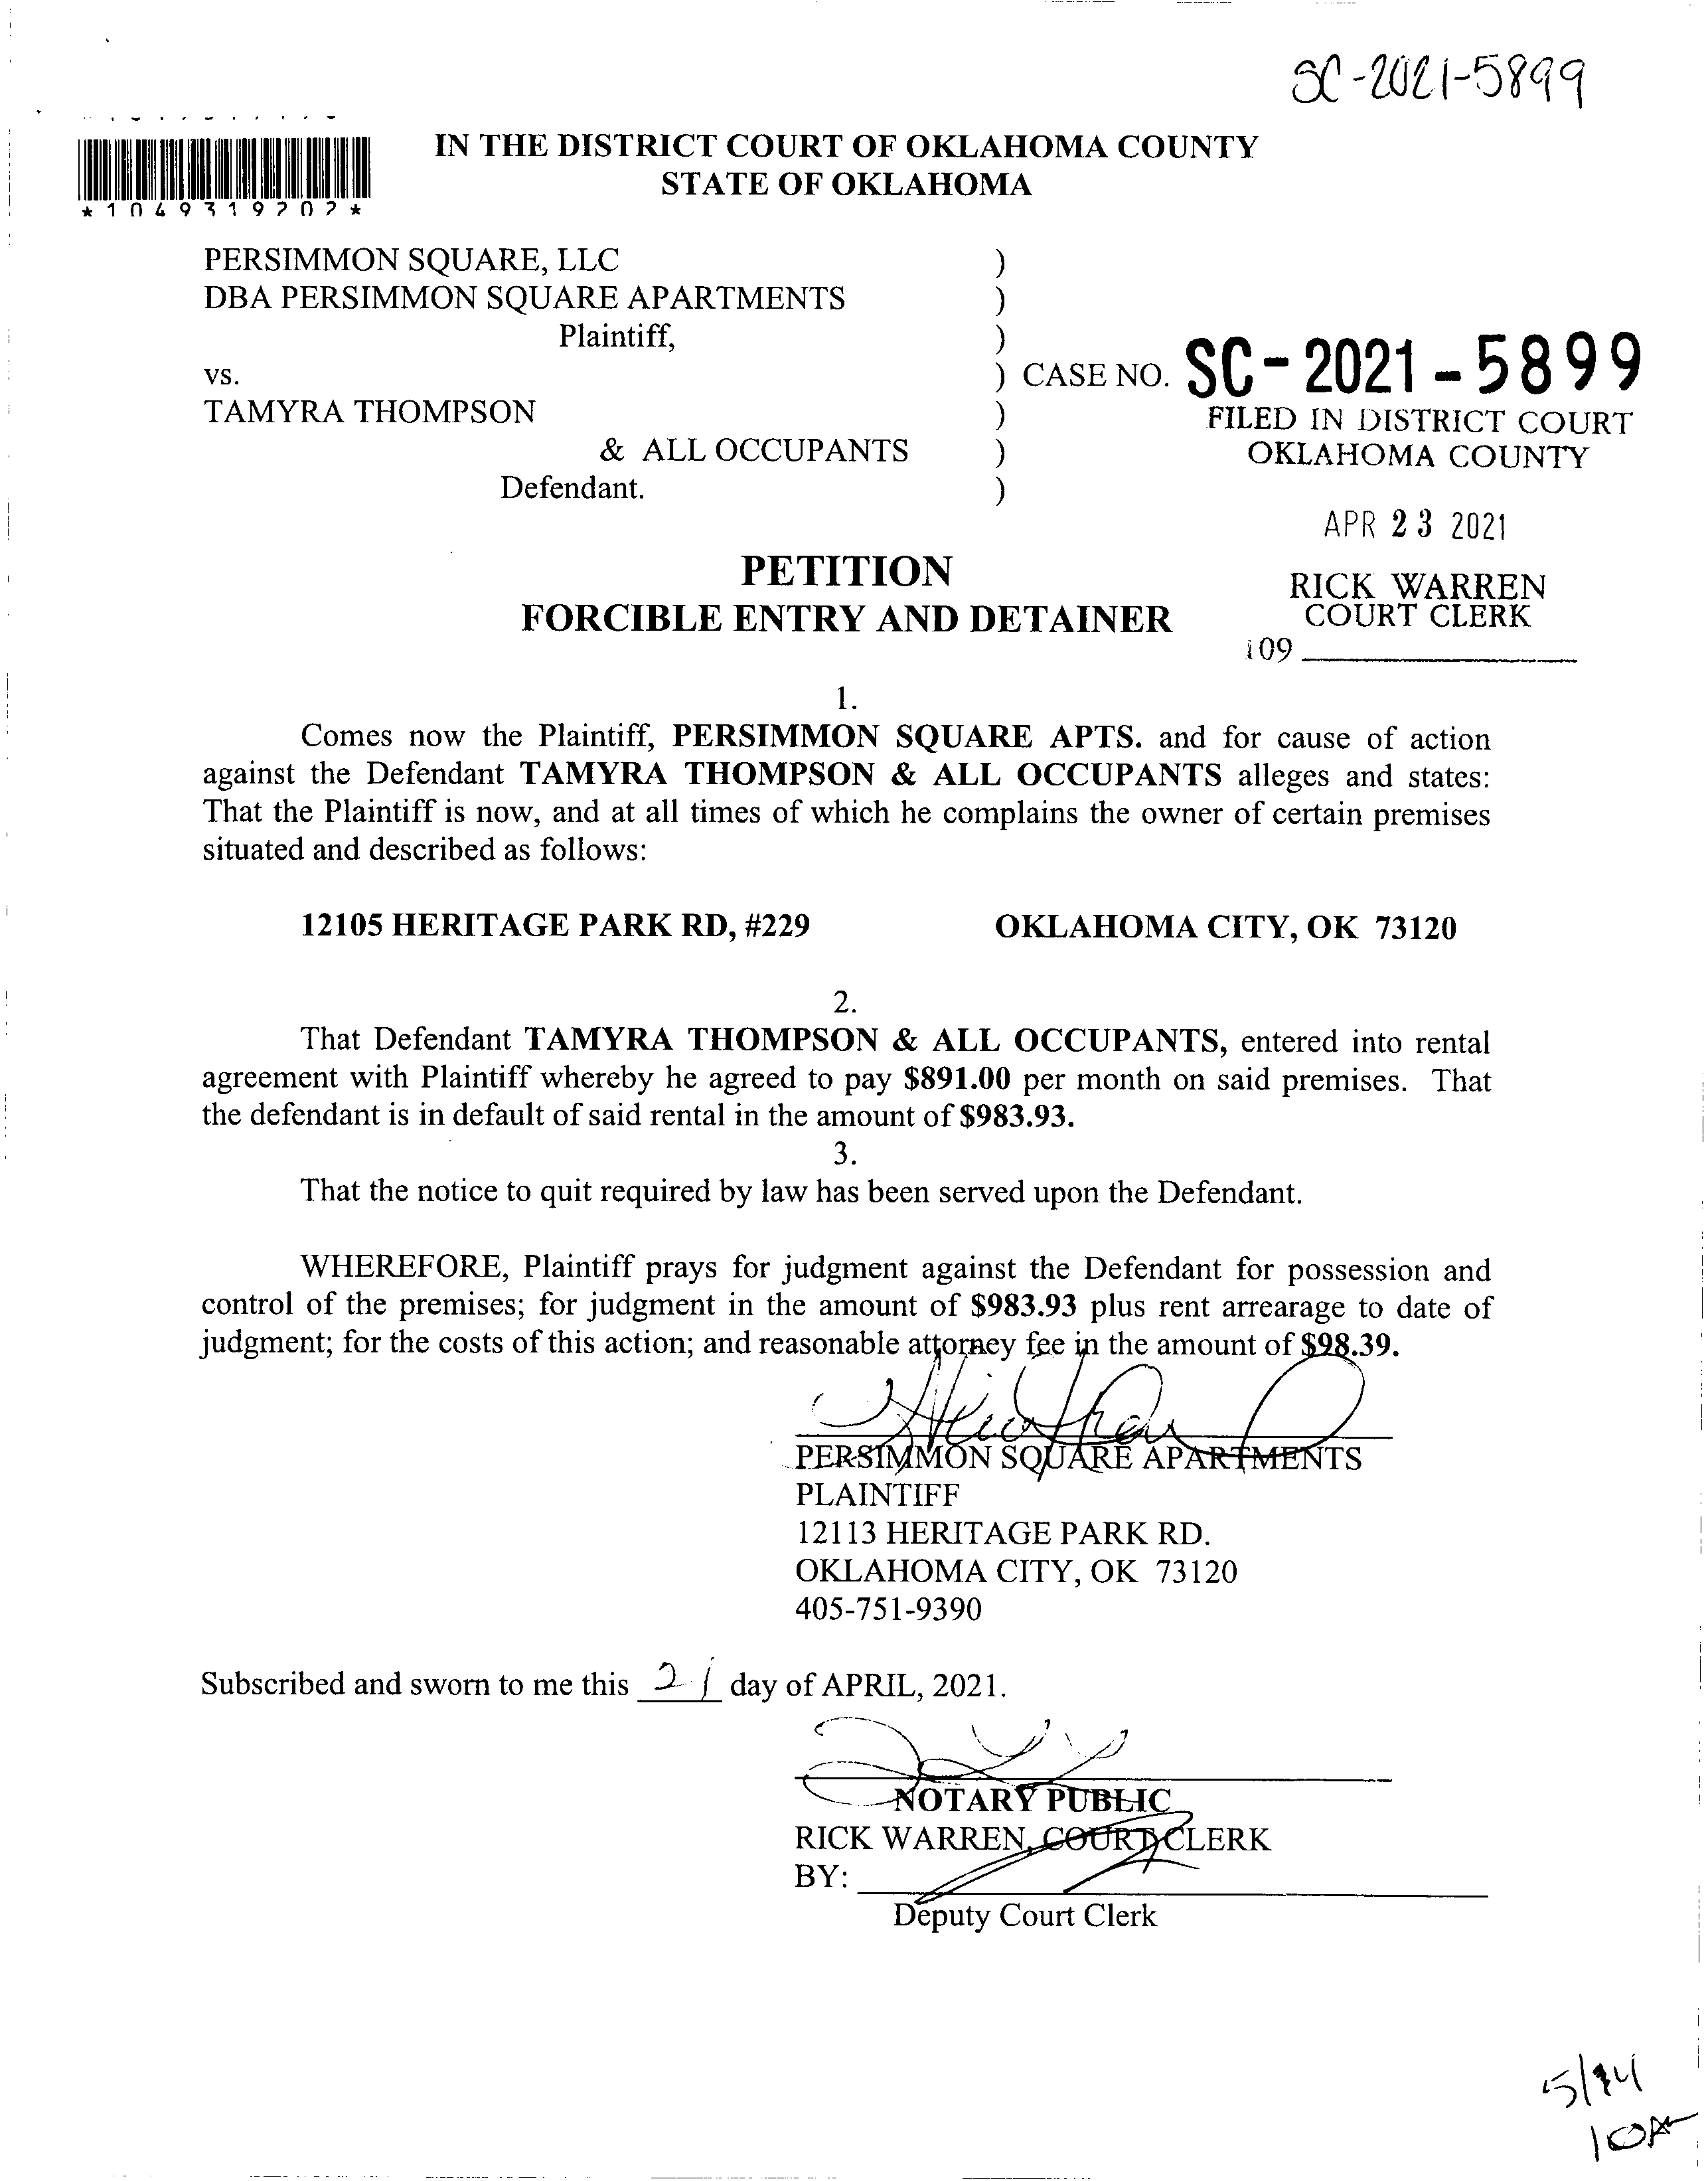 SC-2021-5899
IN THE DISTRICT COURT OF OKLAHOMA COUNTY
STATE OF OKLAHOMA
*1049319202*
PERSIMMON SQUARE, LLC )
DBA PERSIMMON SQUARE APARTMENTS )
Plaintiff, )
vs. ) CASE NO. SC-2021-5899
TAMYRA THOMPSON )
& ALL OCCUPANTS )
Defendant. )
FILED IN DISTRICT COURT
OKLAHOMA COUNTY
APR 23 2021
RICK WARREN
COURT CLERK
109
PETITION
FORCIBLE ENTRY AND DETAINER
1.
Comes now the Plaintiff, PERSIMMON SQUARE APTS. and for cause of action
against the Defendant TAMYRA THOMPSON & ALL OCCUPANTS alleges and states:
That the Plaintiff is now, and at all times of which he complains the owner of certain premises
situated and described as follows:
12105 HERITAGE PARK RD, #229 OKLAHOMA CITY, OK 73120
2.
That Defendant TAMYRA THOMPSON & ALL OCCUPANTS, entered into rental
agreement with Plaintiff whereby he agreed to pay $891.00 per month on said premises. That
the defendant is in default of said rental in the amount of $983.93.
3.
That the notice to quit required by law has been served upon the Defendant.
WHEREFORE, Plaintiff prays for judgment against the Defendant for possession and
control of the premises; for judgment in the amount of $983.93 plus rent arrearage to date of
judgment; for the costs of this action; and reasonable attorney fee in the amount of $98.39.
PERSIMMON SQUARE APARTMENTS
PLAINTIFF
12113 HERITAGE PARK RD.
OKLAHOMA CITY, OK 73120
405-751-9390
Subscribed and sworn to me this 21 day of APRIL, 2021.
NOTARY PUBLIC
RICK WARREN, COURT CLERK
BY:
Deputy Court Clerk